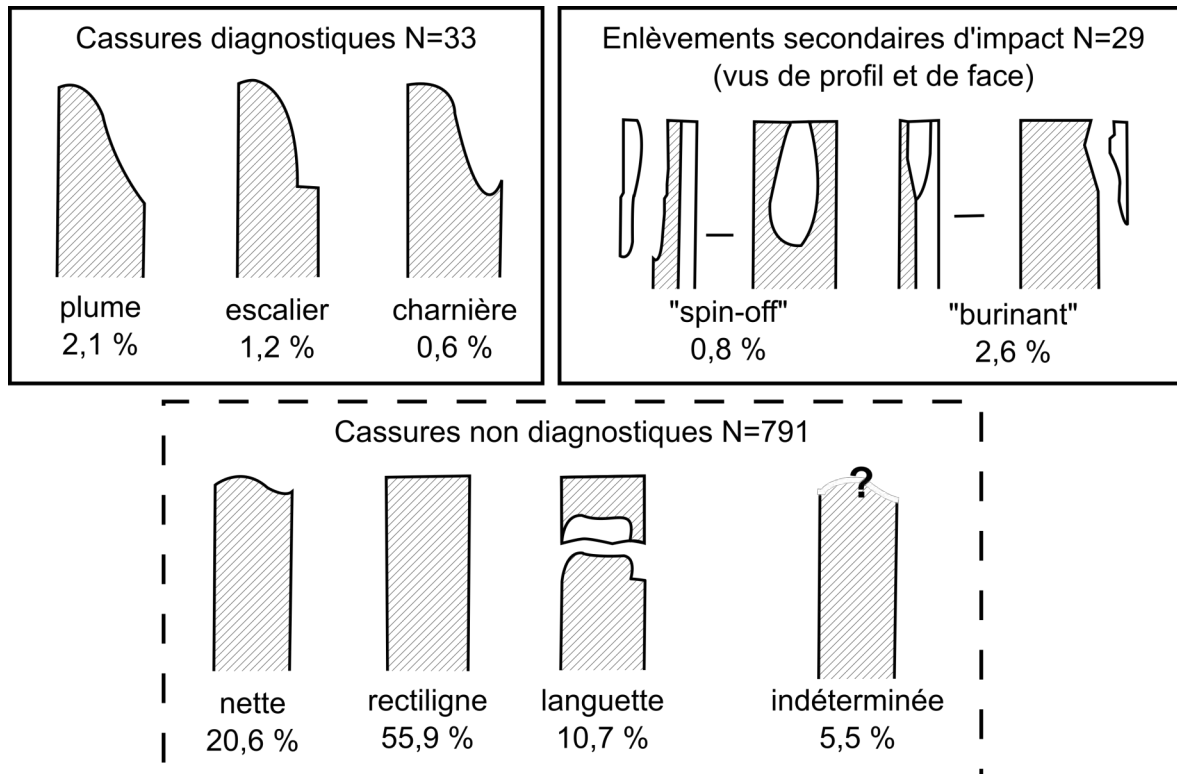 Cassures diagnostiques N=33
plume
2,1 %
escalier
1,2 %
charnière
0,6 %
Enlèvements secondaires d'impact N=29
(vus de profil et de face)
"spin-off"
0,8 %
"burinant"
2,6 %
Cassures non diagnostiques N=791
?
nette
20,6 %
rectiligne
55,9 %
languette
10,7 %
indéterminée
5,5 %